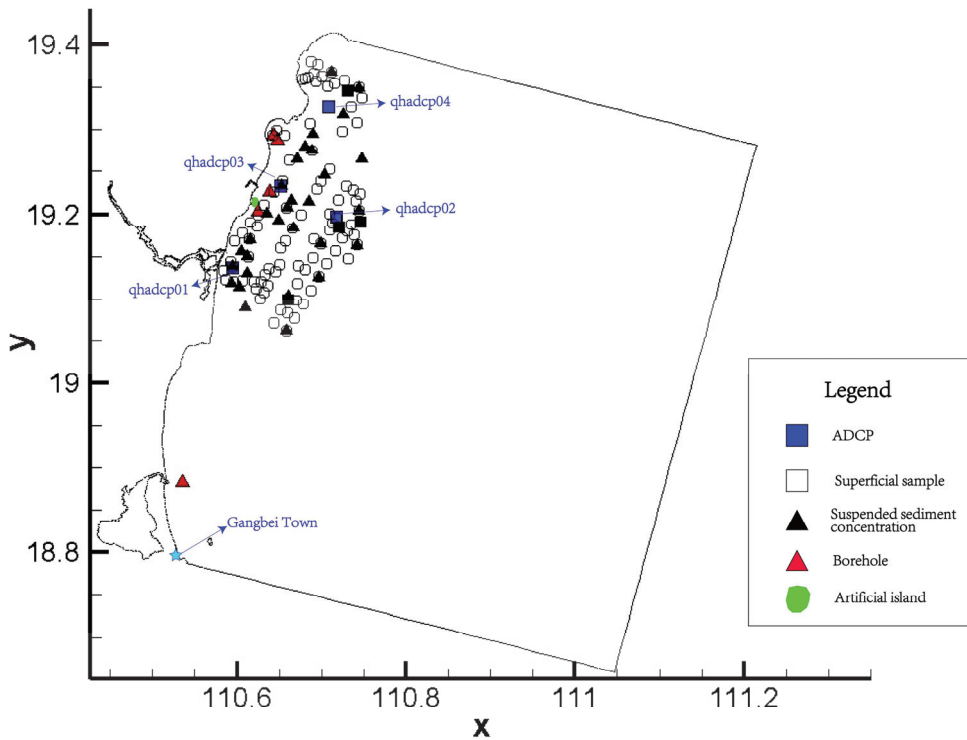 19.4
qhadcp04
qhadcp03
19.2
qhadcp02
qhadcp01
y
19
Legend
ADCP
Superficial sample
Suspended sediment
concentration
Borehole
Artificial island
Gangbei Town
18.8
110.6
110.8
111
111.2
x